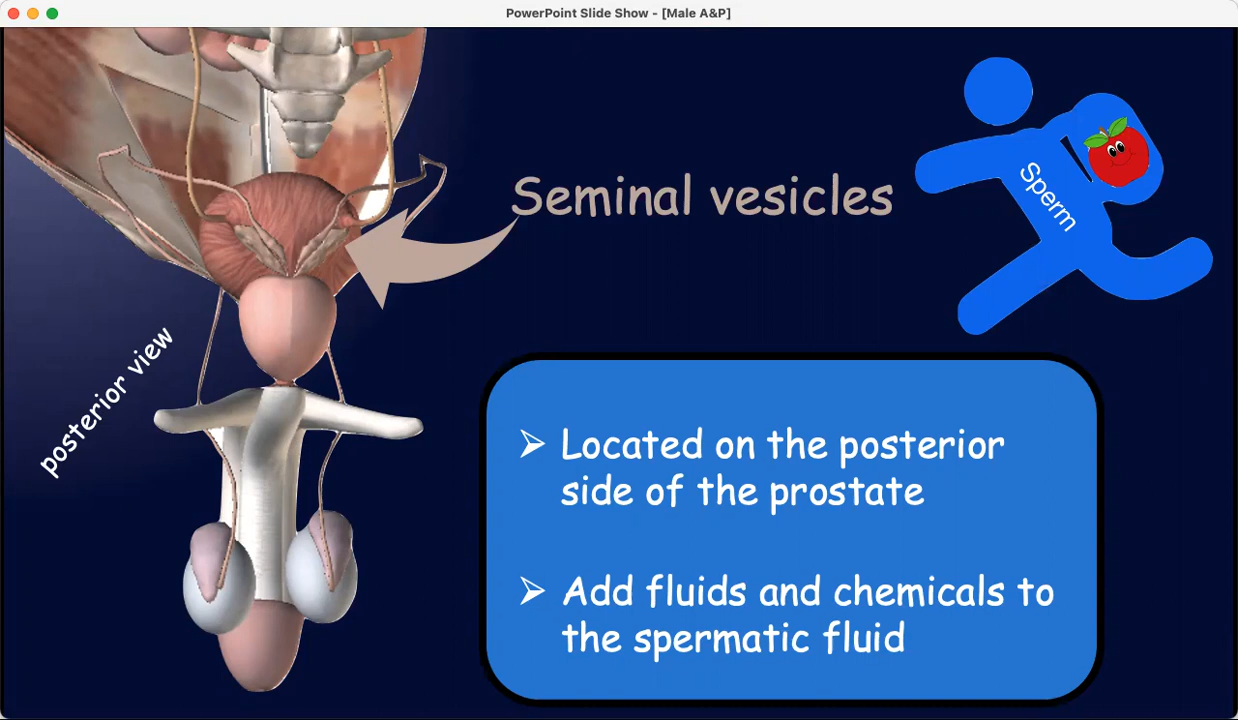 PowerPoint Slide Show - [Male A&P]
Seminal vesicles
Sperm
posterior view
➢ Located on the posterior
side of the prostate
➢ Add fluids and chemicals to
the spermatic fluid